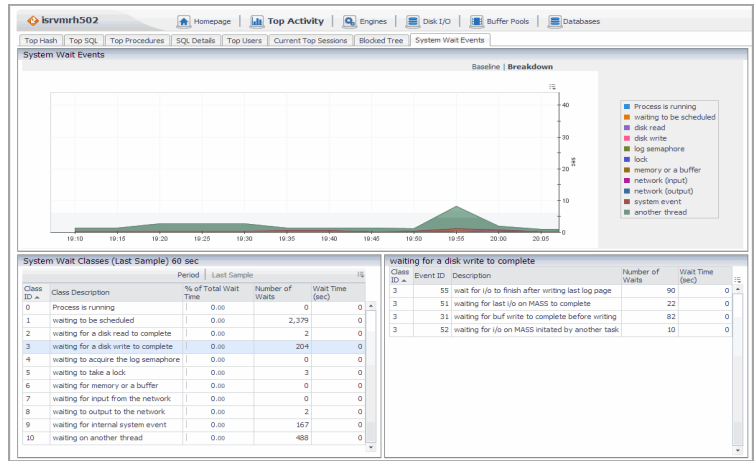 isrvmrh502 Homepage Top Activity Engines Disk I/O Buffer Pools Databases
Top Hash Top SQL Top Procedures SQL Details Top Users Current Top Sessions Blocked Tree System Wait Events
System Wait Events
Baseline | Breakdown
40
30
20
10
0
sec
19:10 19:15 19:20 19:25 19:30 19:35 19:40 19:45 19:50 19:55 20:00 20:05
Process is running
waiting to be scheduled
disk read
disk write
log semaphore
lock
memory or a buffer
network (input)
network (output)
system event
another thread
System Wait Classes (Last Sample) 60 sec
Period | Last Sample
Class ID Class Description % of Total Wait Time Number of Waits Wait Time (sec)
0 Process is running 0.00 0 0
1 waiting to be scheduled 0.00 2,379 0
2 waiting for a disk read to complete 0.00 2 0
3 waiting for a disk write to complete 0.00 204 0
4 waiting to acquire the log semaphore 0.00 0 0
5 waiting to take a lock 0.00 3 0
6 waiting for memory or a buffer 0.00 0 0
7 waiting for input from the network 0.00 0 0
8 waiting to output to the network 0.00 2 0
9 waiting for internal system event 0.00 167 0
10 waiting on another thread 0.00 488 0
waiting for a disk write to complete
Class ID Event ID Description Number of Waits Wait Time (sec)
3 55 wait for i/o to finish after writing last log page 90 0
3 51 waiting for last i/o on MASS to complete 22 0
3 31 waiting for buf write to complete before writing 82 0
3 52 waiting for i/o on MASS initated by another task 10 0